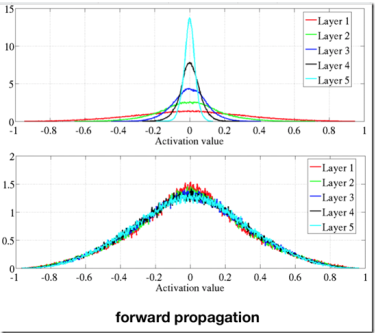 15
10
5
0
-1 -0.8 -0.6 -0.4 -0.2 0 0.2 0.4 0.6 0.8 1
Activation value
Layer 1
Layer 2
Layer 3
Layer 4
Layer 5
2
1.5
1
0.5
0
-1 -0.8 -0.6 -0.4 -0.2 0 0.2 0.4 0.6 0.8 1
Activation value
Layer 1
Layer 2
Layer 3
Layer 4
Layer 5
forward propagation